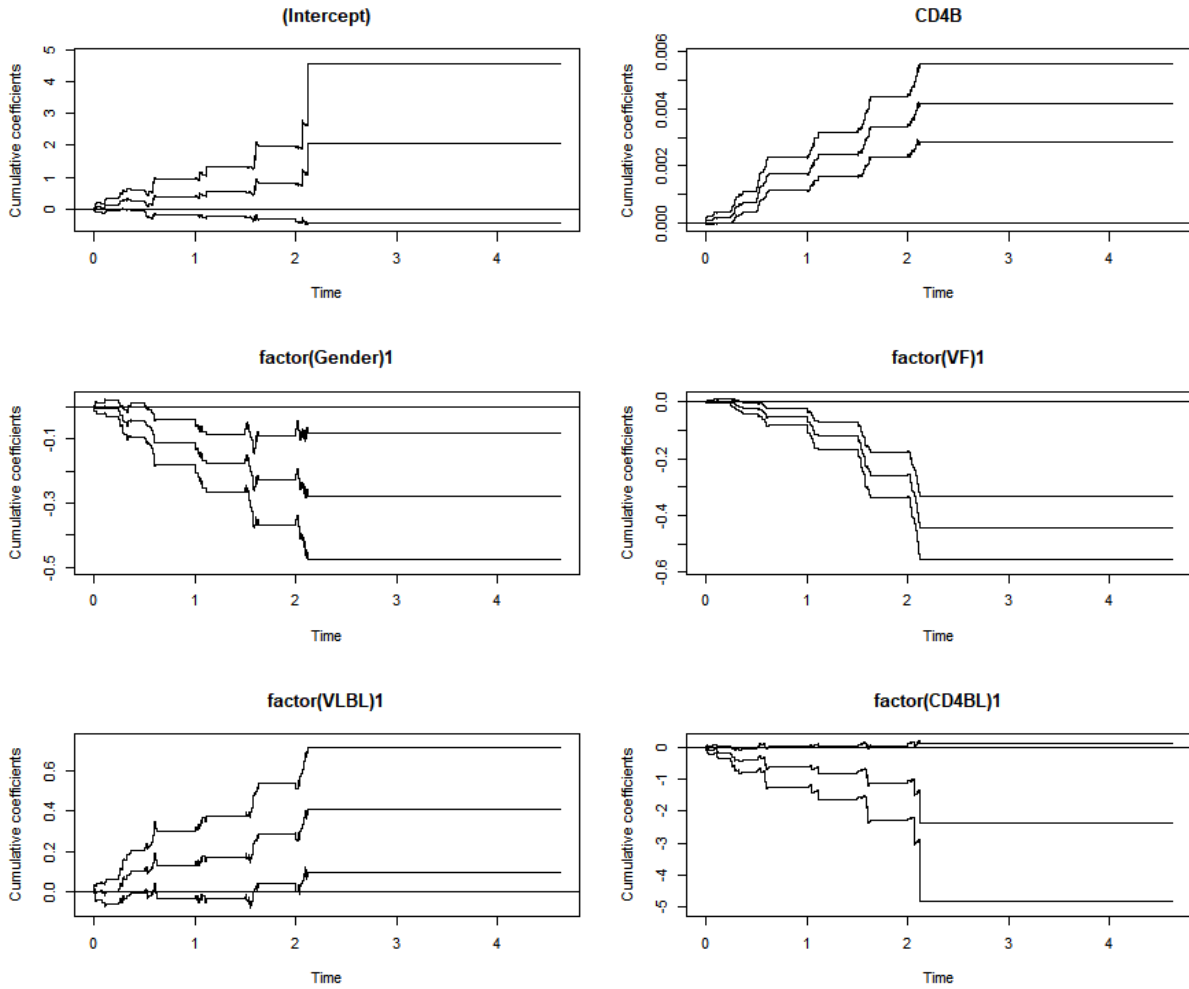 (Intercept)
Cumulative coefficients
5
4
3
2
1
0
0 1 2 3 4
Time
CD4B
Cumulative coefficients
0.006
0.004
0.002
0.000
0 1 2 3 4
Time
factor(Gender)1
Cumulative coefficients
-0.1
-0.3
-0.5
0 1 2 3 4
Time
factor(VF)1
Cumulative coefficients
0.0
-0.2
-0.4
-0.6
0 1 2 3 4
Time
factor(VLBL)1
Cumulative coefficients
0.6
0.4
0.2
0.0
0 1 2 3 4
Time
factor(CD4BL)1
Cumulative coefficients
0
-1
-2
-3
-4
-5
0 1 2 3 4
Time